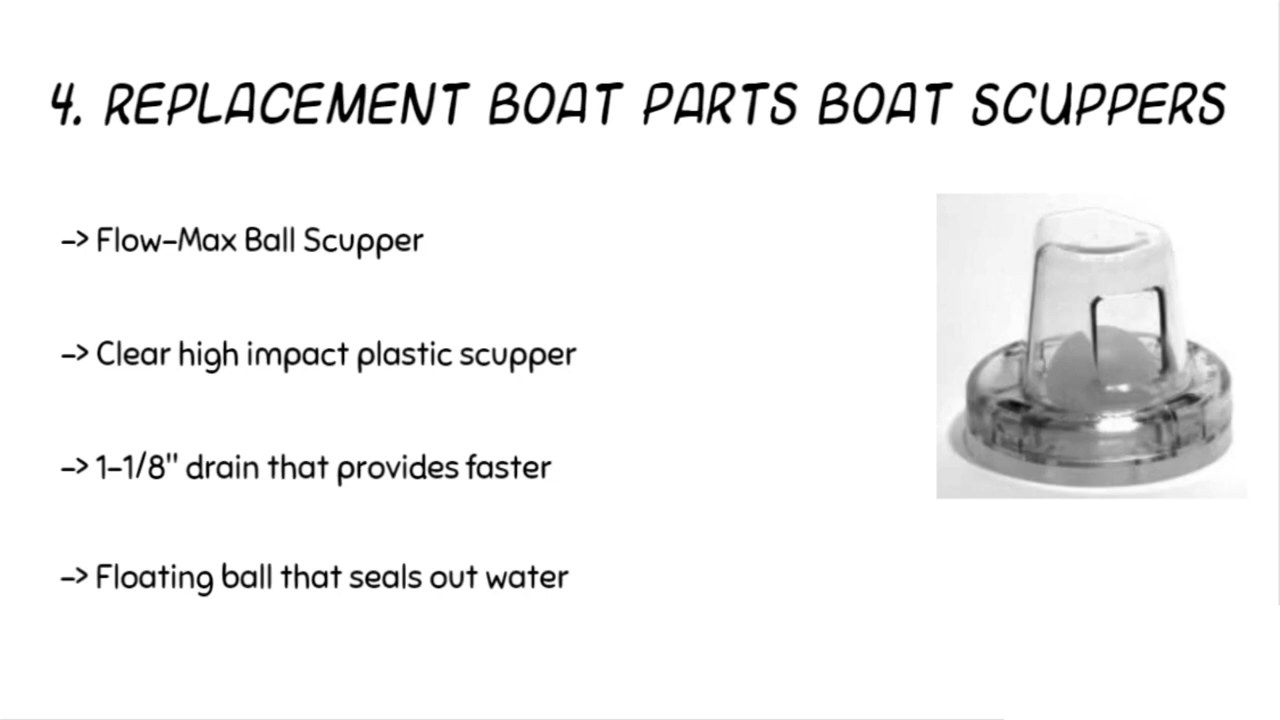 4. REPLACEMENT BOAT PARTS BOAT SCUPPERS
-> Flow-Max Ball Scupper
-> Clear high impact plastic scupper
-> 1-1/8" drain that provides faster
-> Floating ball that seals out water